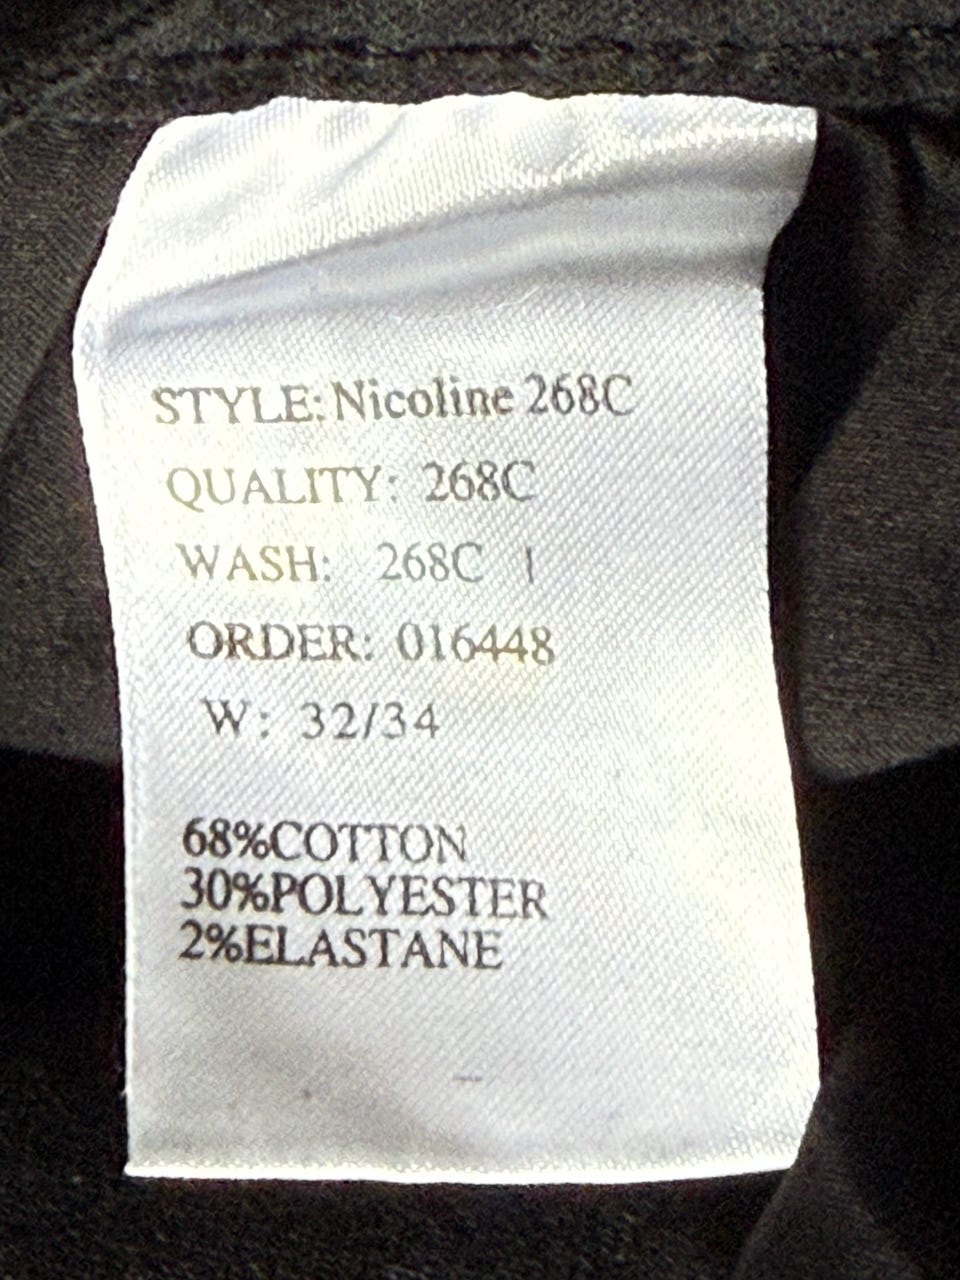 STYLE: Nicoline 268C
QUALITY: 268C
WASH: 268C 1
ORDER: 016448
W: 32/34
68%COTTON
30%POLYESTER
2%ELASTANE